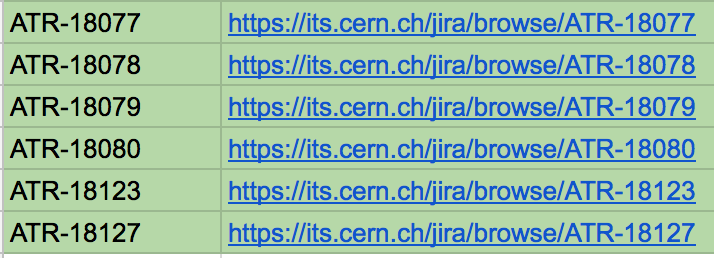 ATR-18077 https://its.cern.ch/jira/browse/ATR-18077
ATR-18078 https://its.cern.ch/jira/browse/ATR-18078
ATR-18079 https://its.cern.ch/jira/browse/ATR-18079
ATR-18080 https://its.cern.ch/jira/browse/ATR-18080
ATR-18123 https://its.cern.ch/jira/browse/ATR-18123
ATR-18127 https://its.cern.ch/jira/browse/ATR-18127